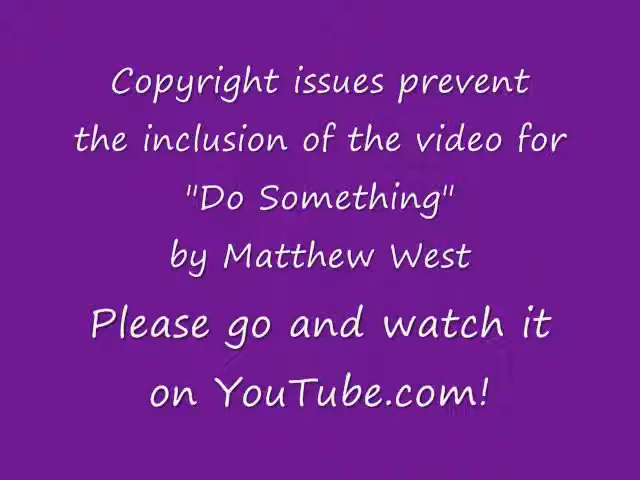 Copyright issues prevent
the inclusion of the video for
"Do Something"
by Matthew West
Please go and watch it
on YouTube.com!